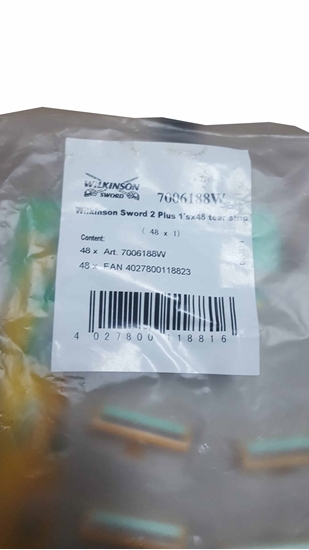 WILKINSON
SWORD
7006188W
Wilkinson Sword 2 Plus 1'sx48 tear strip
( 48 x 1)
Content:
48 x Art. 7006188W
48 x EAN 4027800118823
4 027800 118816